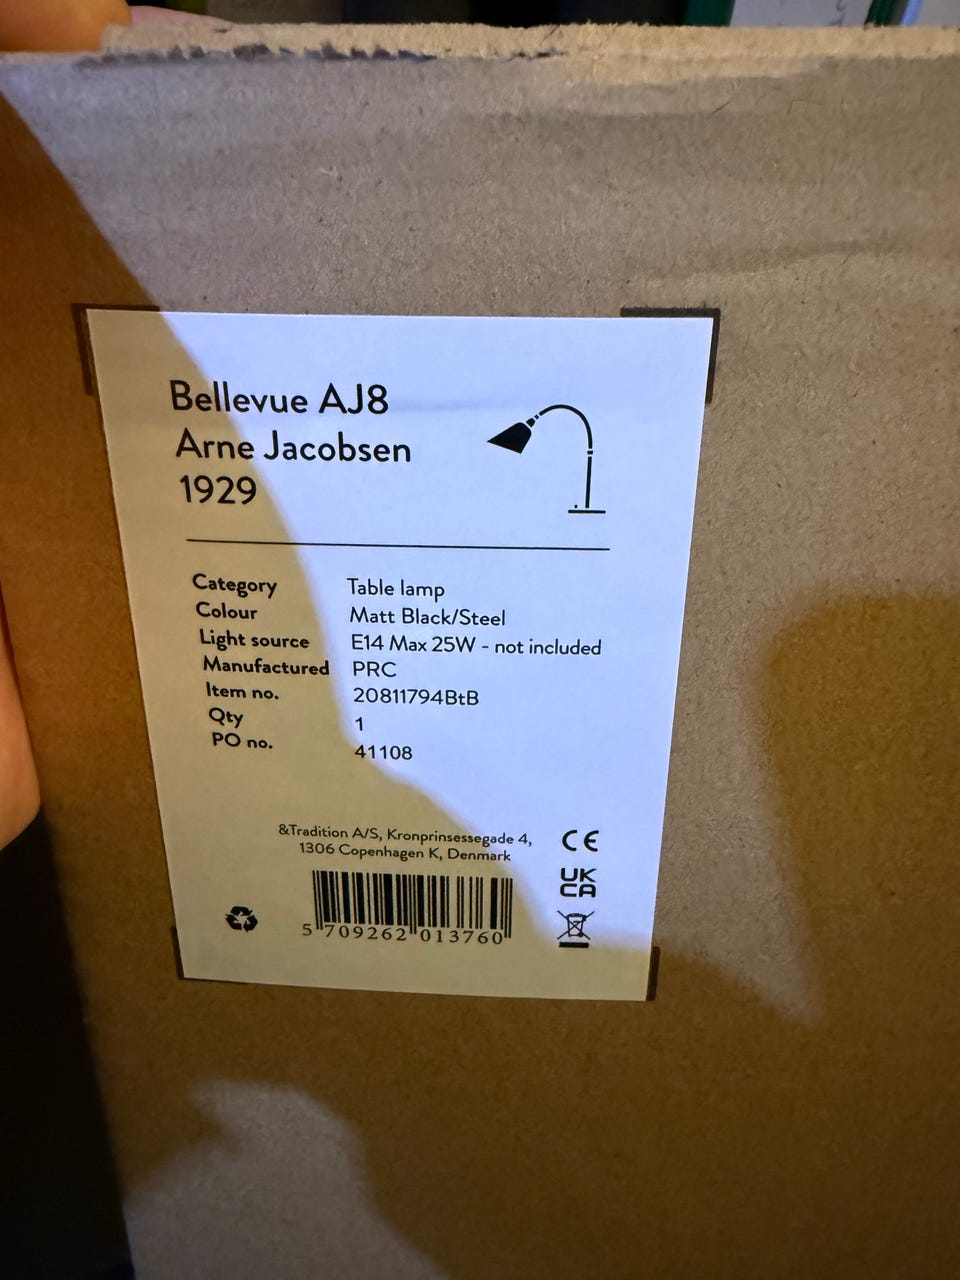 Bellevue AJ8
Arne Jacobsen
1929
Category Table lamp
Colour Matt Black/Steel
Light source E14 Max 25W - not included
Manufactured PRC
Item no. 20811794BtB
Qty 1
PO no. 41108
&Tradition A/S, Kronprinsessegade 4,
1306 Copenhagen K, Denmark
CE
UK
CA
5 709262 013760